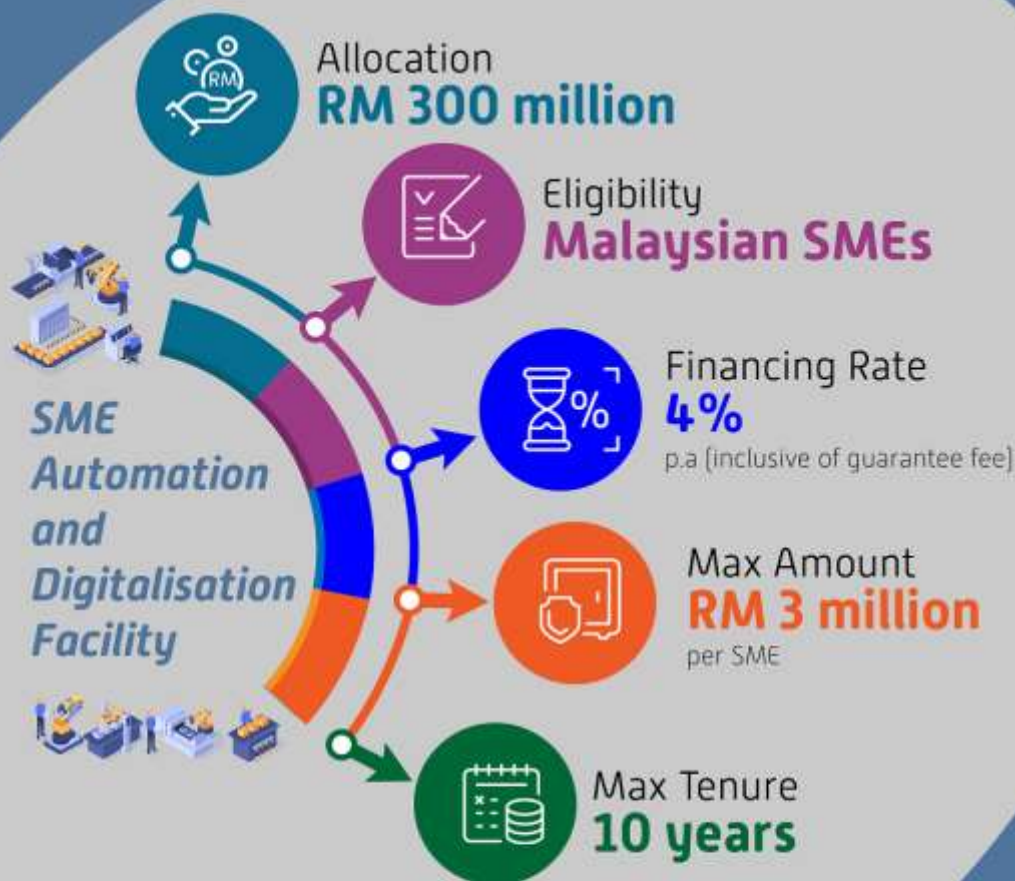 RM
Allocation
RM 300 million
Eligibility
Malaysian SMEs
%
Financing Rate
4%
p.a (inclusive of guarantee fee)
SME
Automation
and
Digitalisation
Facility
Max Amount
RM 3 million
per SME
Max Tenure
10 years